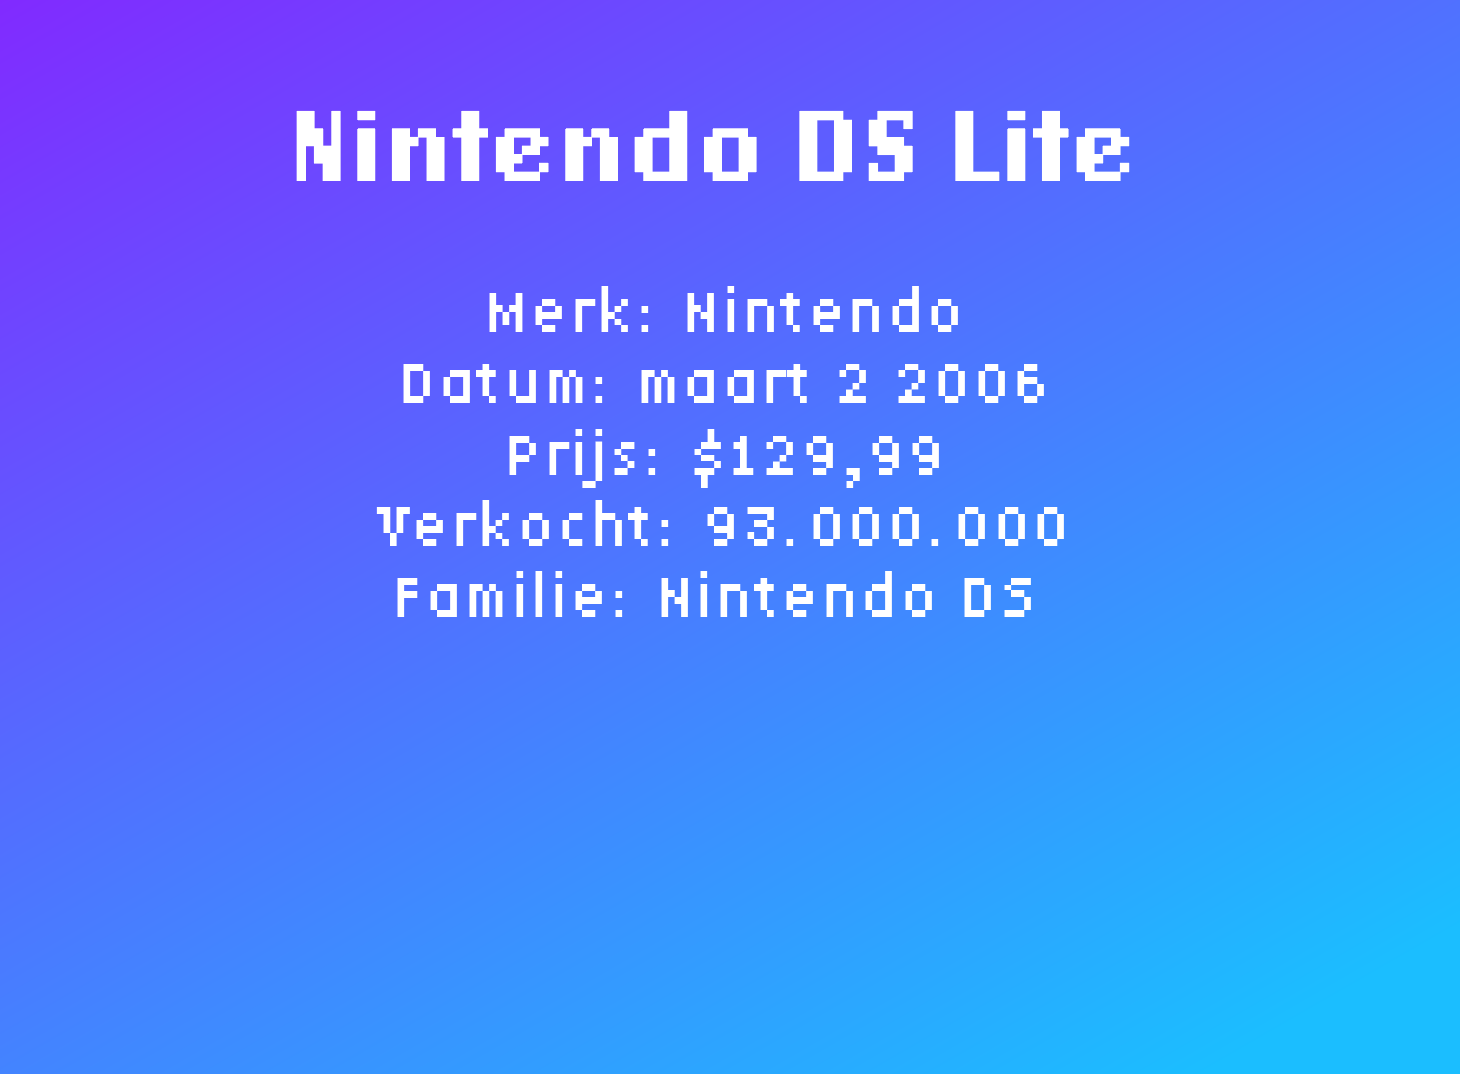 Nintendo DS Lite
Merk: Nintendo
Datum: maart 2 2006
Prijs: $129,99
Verkocht: 93.000.000
Familie: Nintendo DS